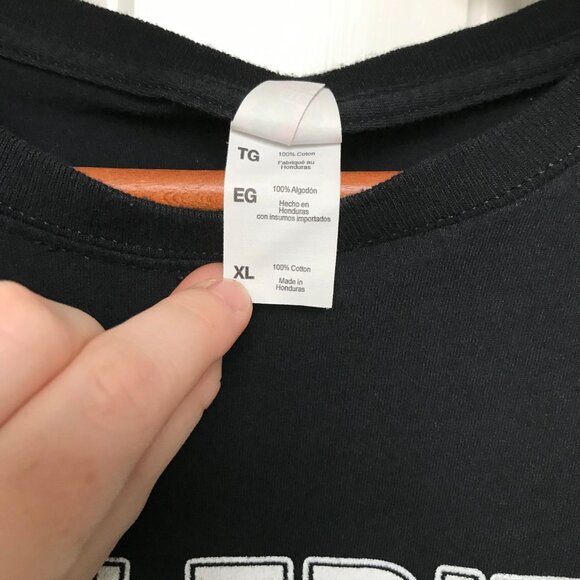 TG 100% Coton
Fabriqué au
Honduras
EG 100% Algodón
Hecho en
Honduras
con insumos importados
XL 100% Cotton
Made in
Honduras